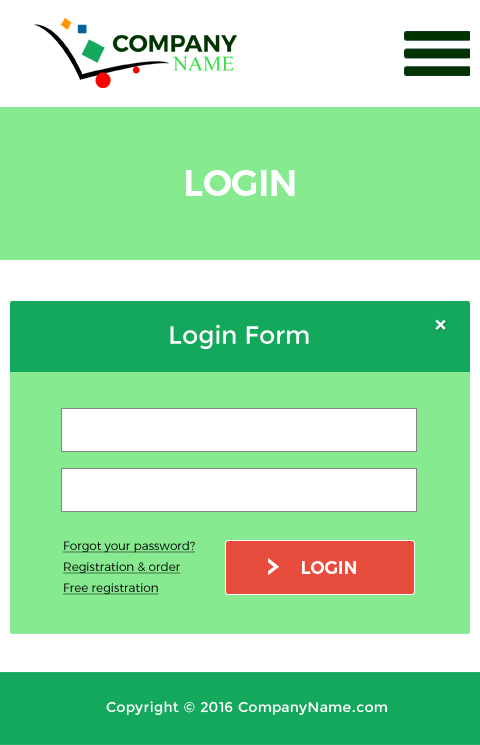 COMPANY
NAME
LOGIN
Login Form
×
Forgot your password?
Registration & order
Free registration
LOGIN
Copyright © 2016 CompanyName.com